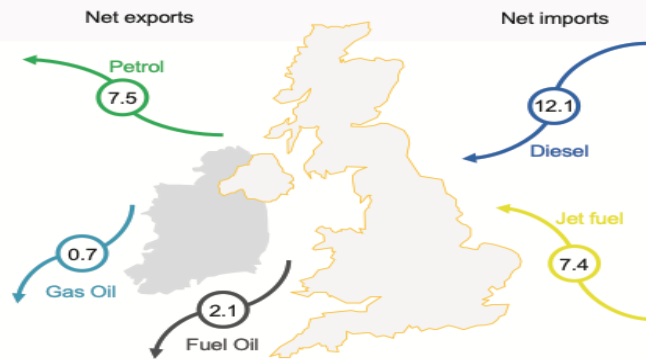 Net exports
Net imports
Petrol
7.5
12.1
Diesel
Jet fuel
7.4
0.7
Gas Oil
2.1
Fuel Oil